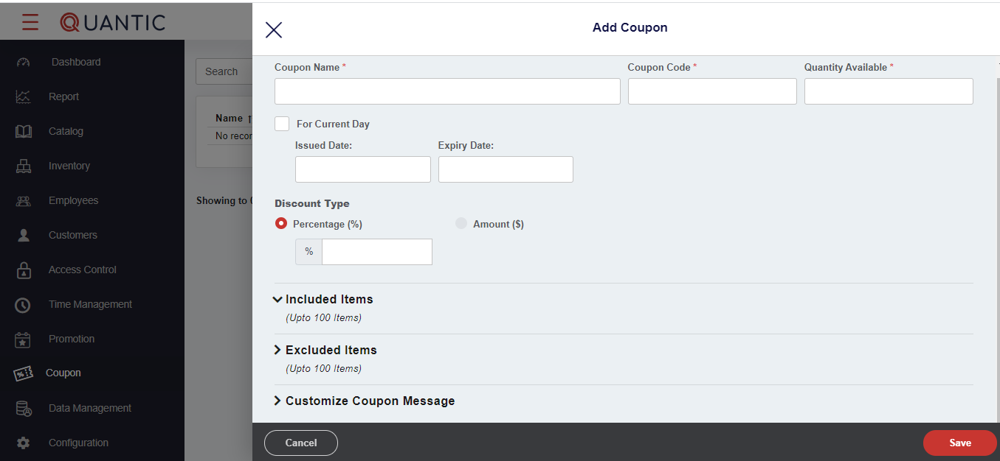 QUANTIC
Dashboard
Report
Catalog
Inventory
Employees
Customers
Access Control
Time Management
Promotion
Coupon
Data Management
Configuration
Search
Name ↑
No recor
Showing to
Add Coupon
Coupon Name *
Coupon Code *
Quantity Available *
For Current Day
Issued Date:
Expiry Date:
Discount Type
Percentage (%)
Amount ($)
%
Included Items
(Upto 100 Items)
Excluded Items
(Upto 100 Items)
Customize Coupon Message
Cancel
Save